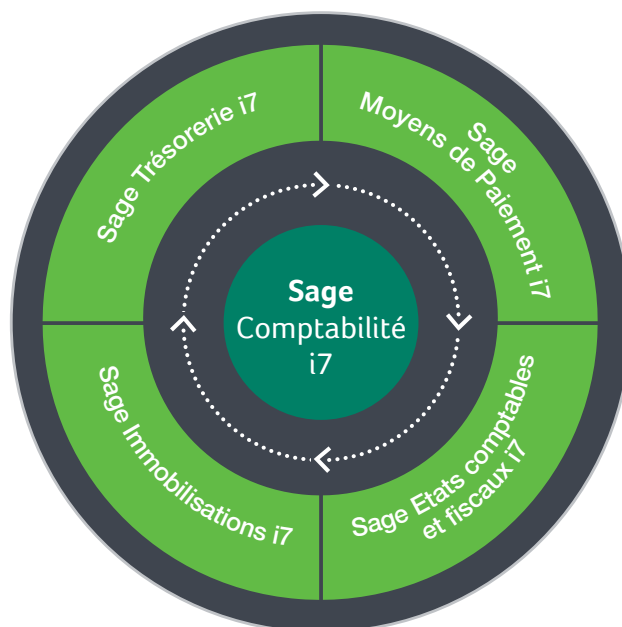 Sage Trésorerie i7
Sage
Moyens de Paiement i7
Sage
Comptabilité
i7
Sage Immobilisations i7
Sage Etats comptables
et fiscaux i7